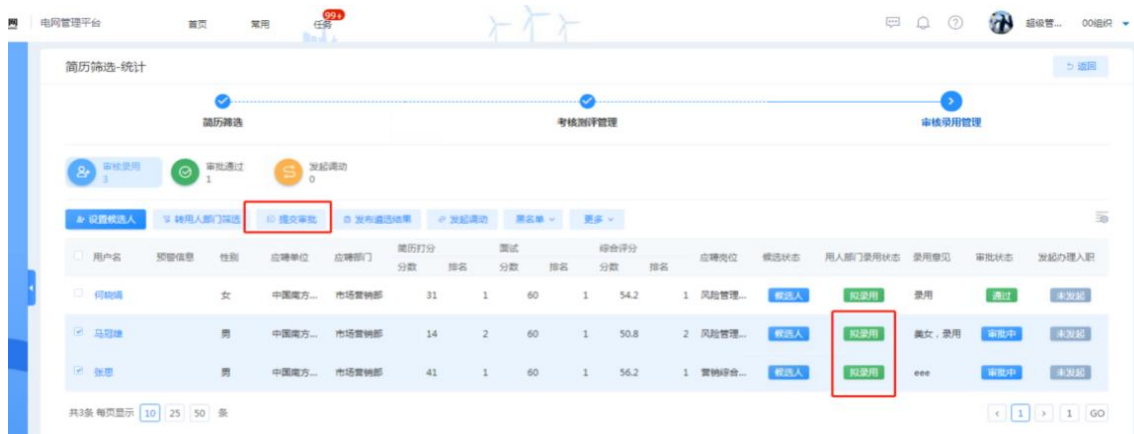 网 电网管理平台 首页 常用 任务 99+ 超级管... 00组织
简历筛选-统计 返回
简历筛选 考核测评管理 审核录用管理
审核录用 审批通过 发起调动
3 1 0
设置候选人 转用人部门筛选 提交审批 发布遴选结果 发起调动 黑名单 更多
简历打分 面试 综合评分
用户名 预警信息 性别 应聘单位 应聘部门 分数 排名 分数 排名 分数 排名 应聘岗位 候选状态 用人部门录用状态 录用意见 审批状态 发起办理入职
女 中国南方... 市场营销部 31 1 60 1 54.2 1 风险管理... 候选人 拟录用 录用 通过 未发起
马冠雄 男 中国南方... 市场营销部 14 2 60 1 50.8 2 风险管理... 候选人 拟录用 美女，录用 审批中 未发起
张思 男 中国南方... 市场营销部 41 1 60 1 56.2 1 营销综合... 候选人 拟录用 eee 审批中 未发起
共3条 每页显示 10 25 50 条 1 1 GO